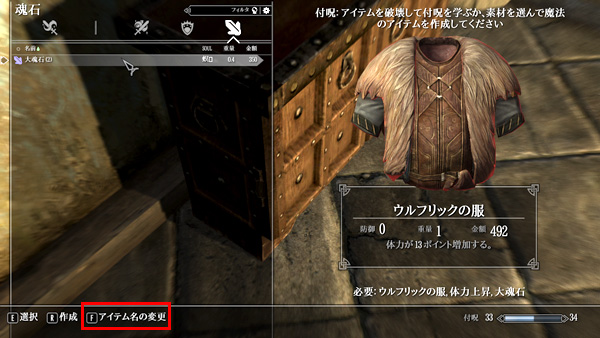 魂石
フィルタ
付呪：アイテムを破壊して付呪を学ぶか、素材を選んで魔法
のアイテムを作成してください
名前 SOUL 重量 金額
大魂石(2) 0.4 350
ウルフリックの服
防御 0 重量 1 金額 492
体力が13ポイント増加する。
必要：ウルフリックの服, 体力上昇, 大魂石
E 選択 R 作成 F アイテム名の変更
付呪 33 34